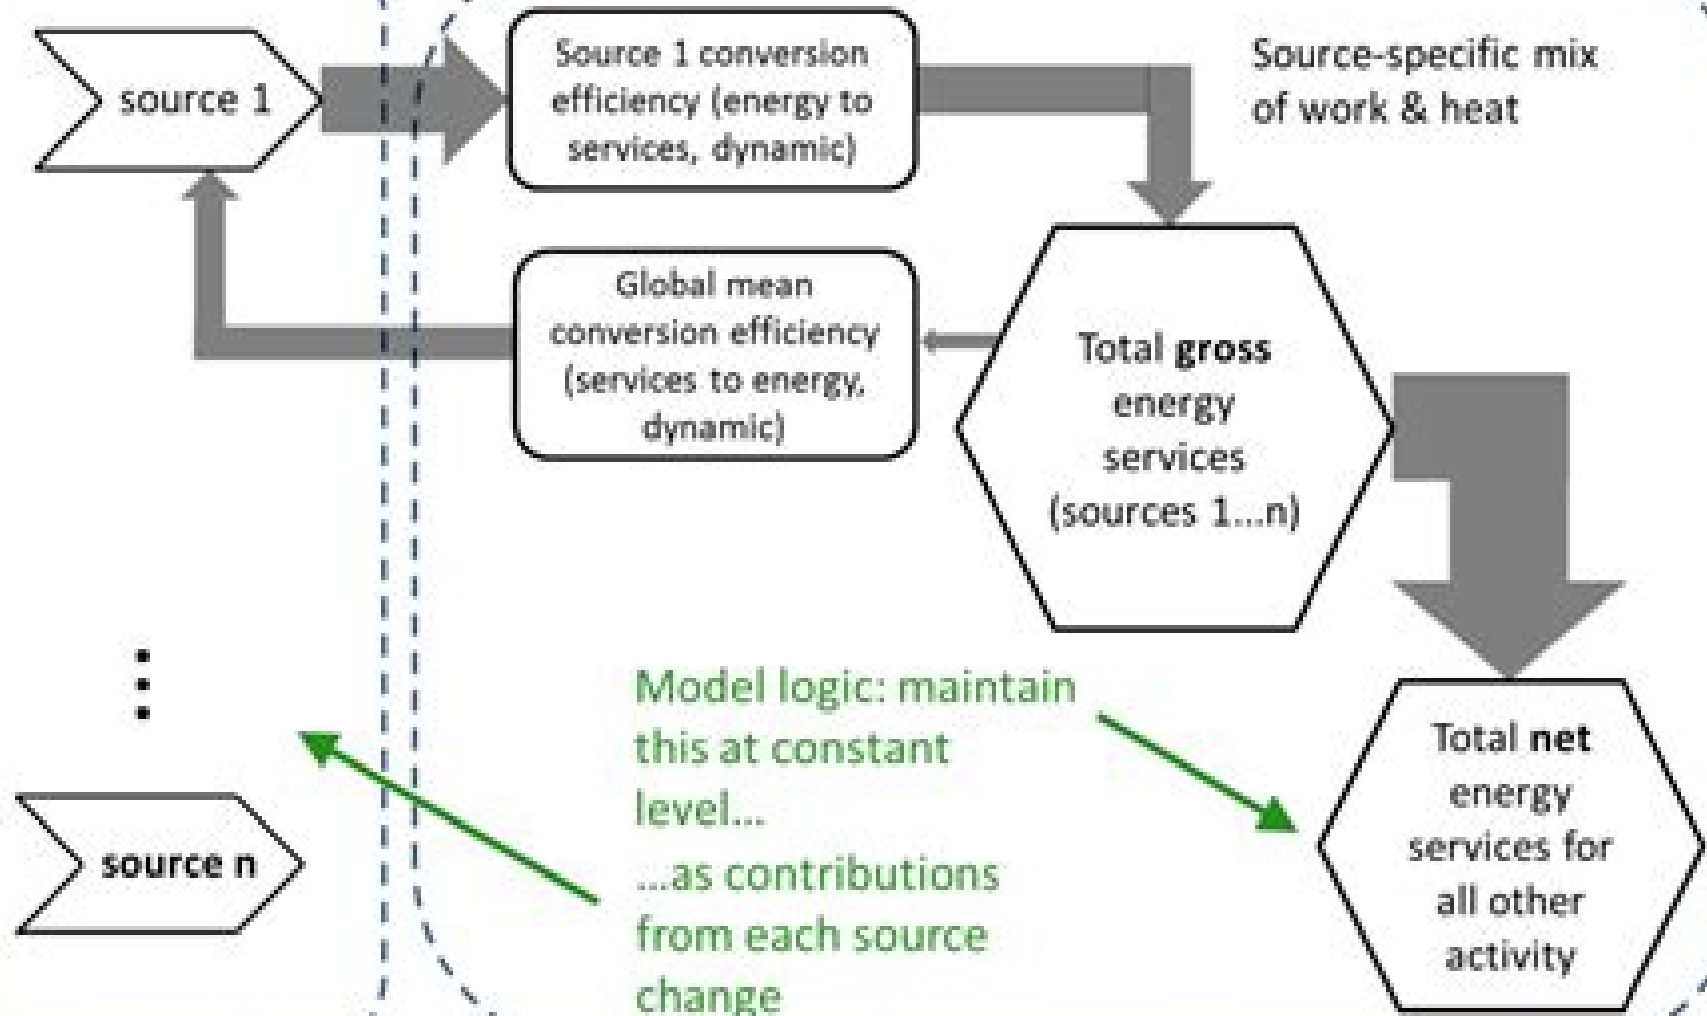 source 1
Source 1 conversion
efficiency (energy to
services, dynamic)
Source-specific mix
of work & heat
Global mean
conversion efficiency
(services to energy,
dynamic)
Total gross
energy
services
(sources 1...n)
Model logic: maintain
this at constant
level...
...as contributions
from each source
change
source n
Total net
energy
services for
all other
activity